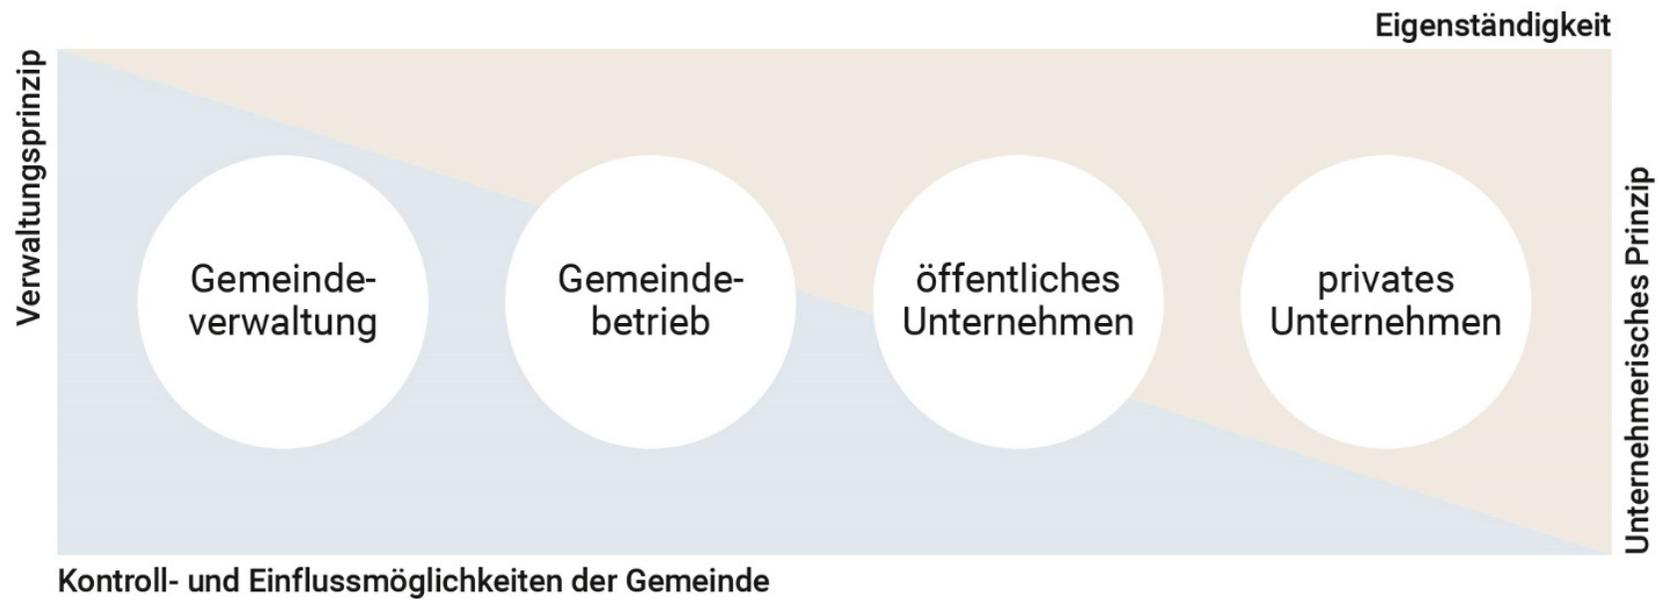 Eigenständigkeit
Verwaltungsprinzip
Gemeinde-
verwaltung
Gemeinde-
betrieb
öffentliches
Unternehmen
privates
Unternehmen
Unternehmerisches Prinzip
Kontroll- und Einflussmöglichkeiten der Gemeinde